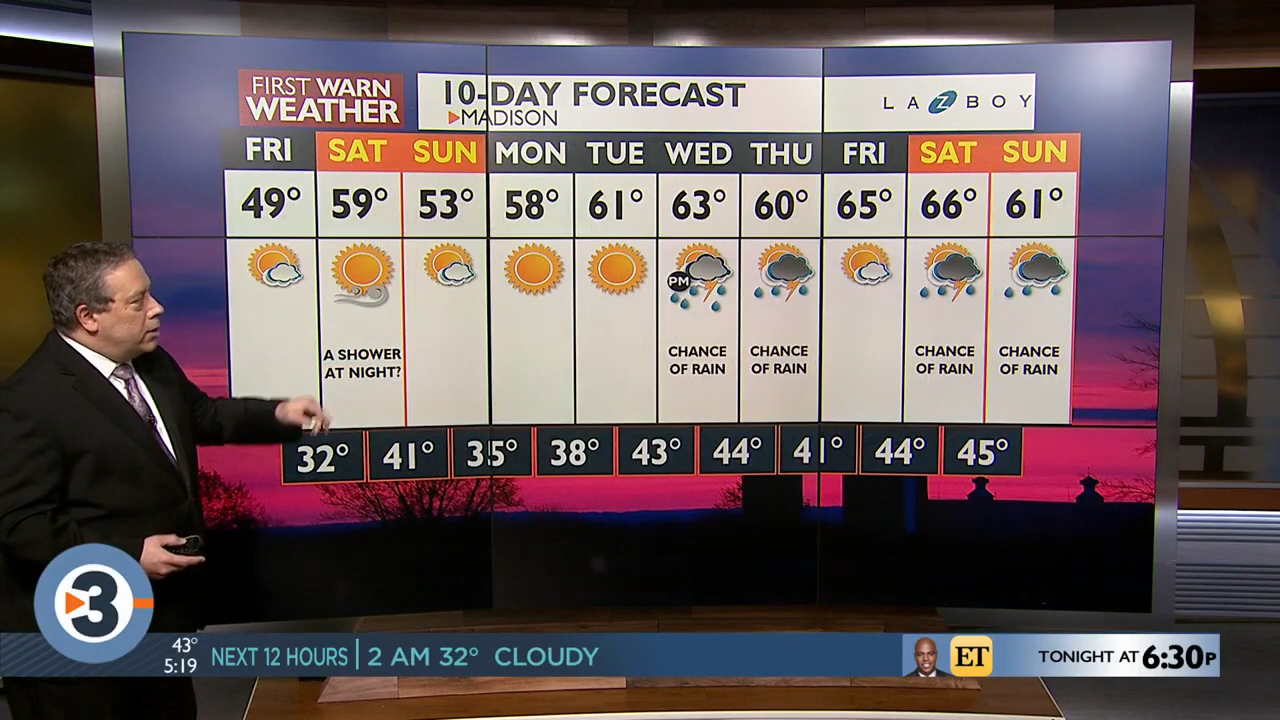 FIRST WARN
WEATHER
10-DAY FORECAST
MADISON
LA Z BOY
FRI SAT SUN MON TUE WED THU FRI SAT SUN
49° 59° 53° 58° 61° 63° 60° 65° 66° 61°
PM
A SHOWER
AT NIGHT?
CHANCE
OF RAIN
CHANCE
OF RAIN
CHANCE
OF RAIN
CHANCE
OF RAIN
32° 41° 35° 38° 43° 44° 41° 44° 45°
3
43°
5:19
NEXT 12 HOURS 2 AM 32° CLOUDY
ET
TONIGHT AT 6:30P